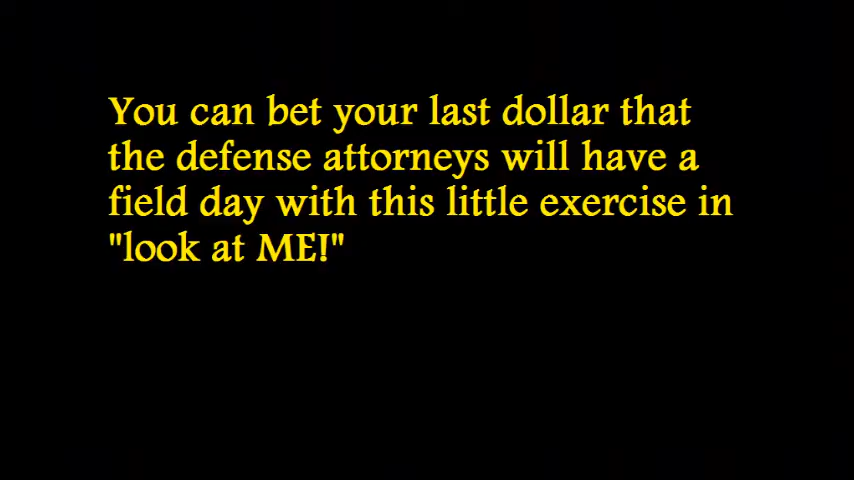 You can bet your last dollar that
the defense attorneys will have a
field day with this little exercise in
"look at ME!"